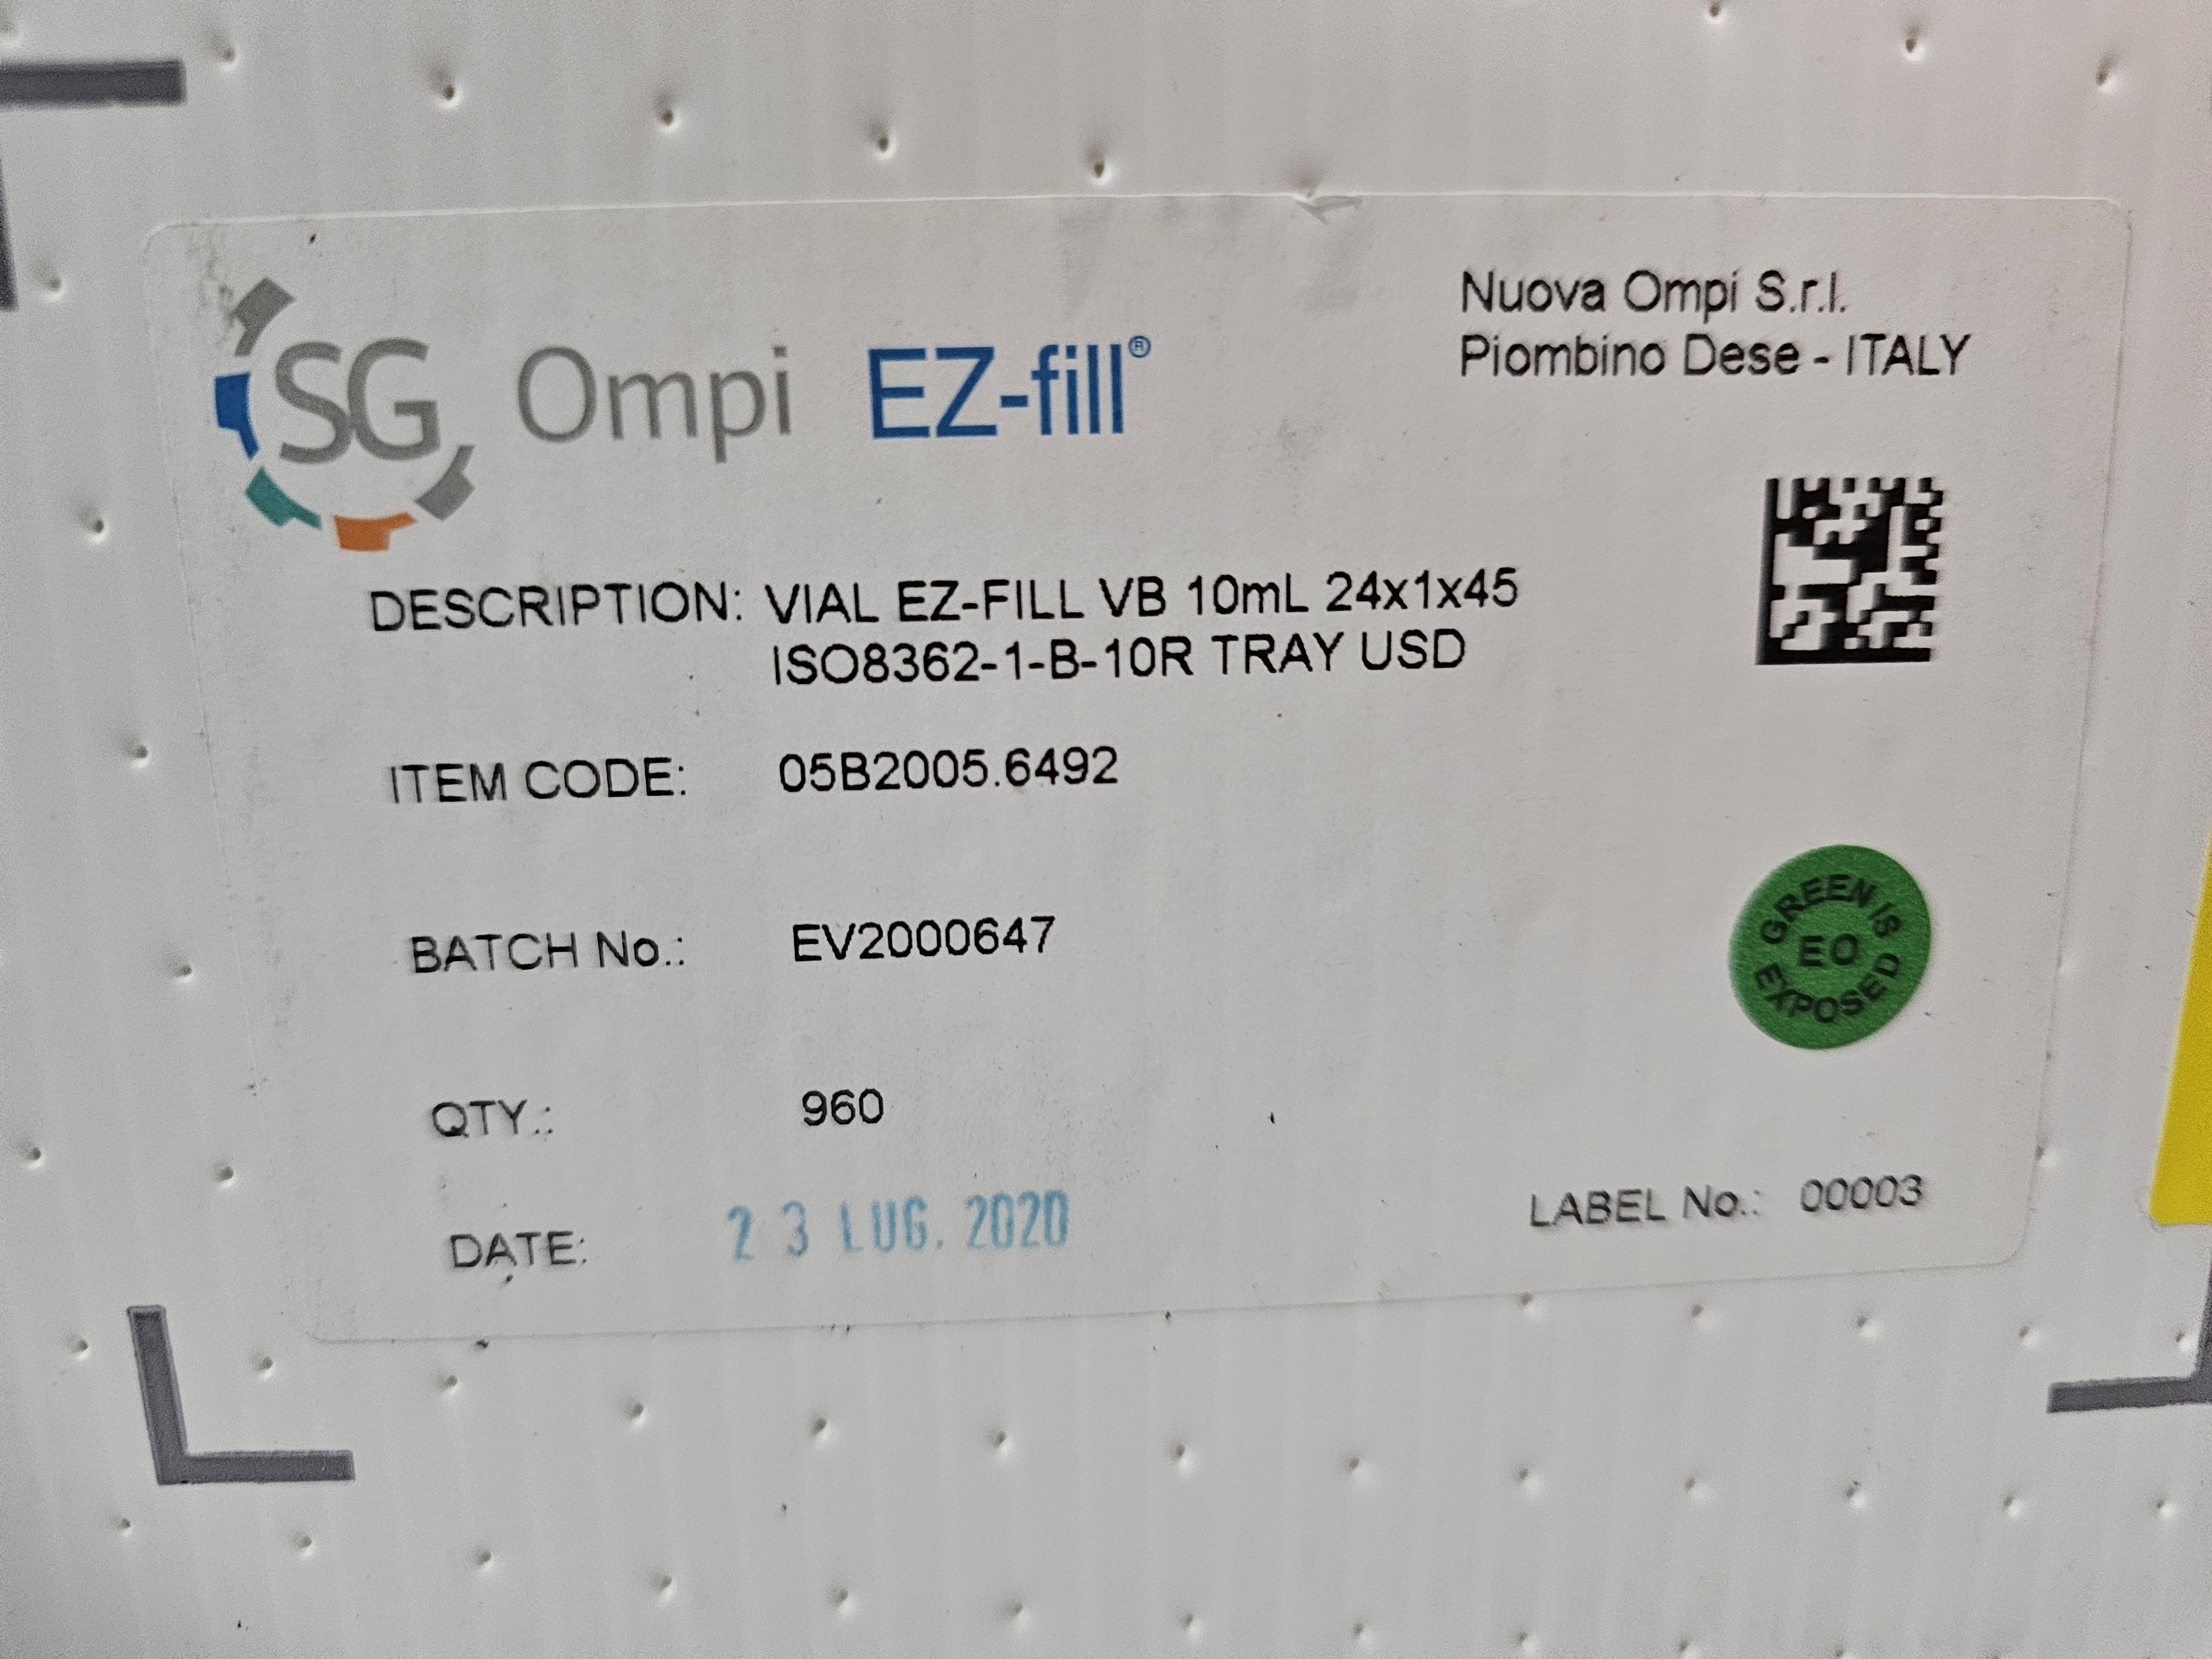 SG Ompi EZ-fill®
Nuova Ompi S.r.l.
Piombino Dese - ITALY
DESCRIPTION: VIAL EZ-FILL VB 10mL 24x1x45
ISO8362-1-B-10R TRAY USD
ITEM CODE: 05B2005.6492
BATCH No.: EV2000647
GREEN IS
EO
EXPOSED
QTY.: 960
DATE: 23 LUG. 2020
LABEL No.: 00003